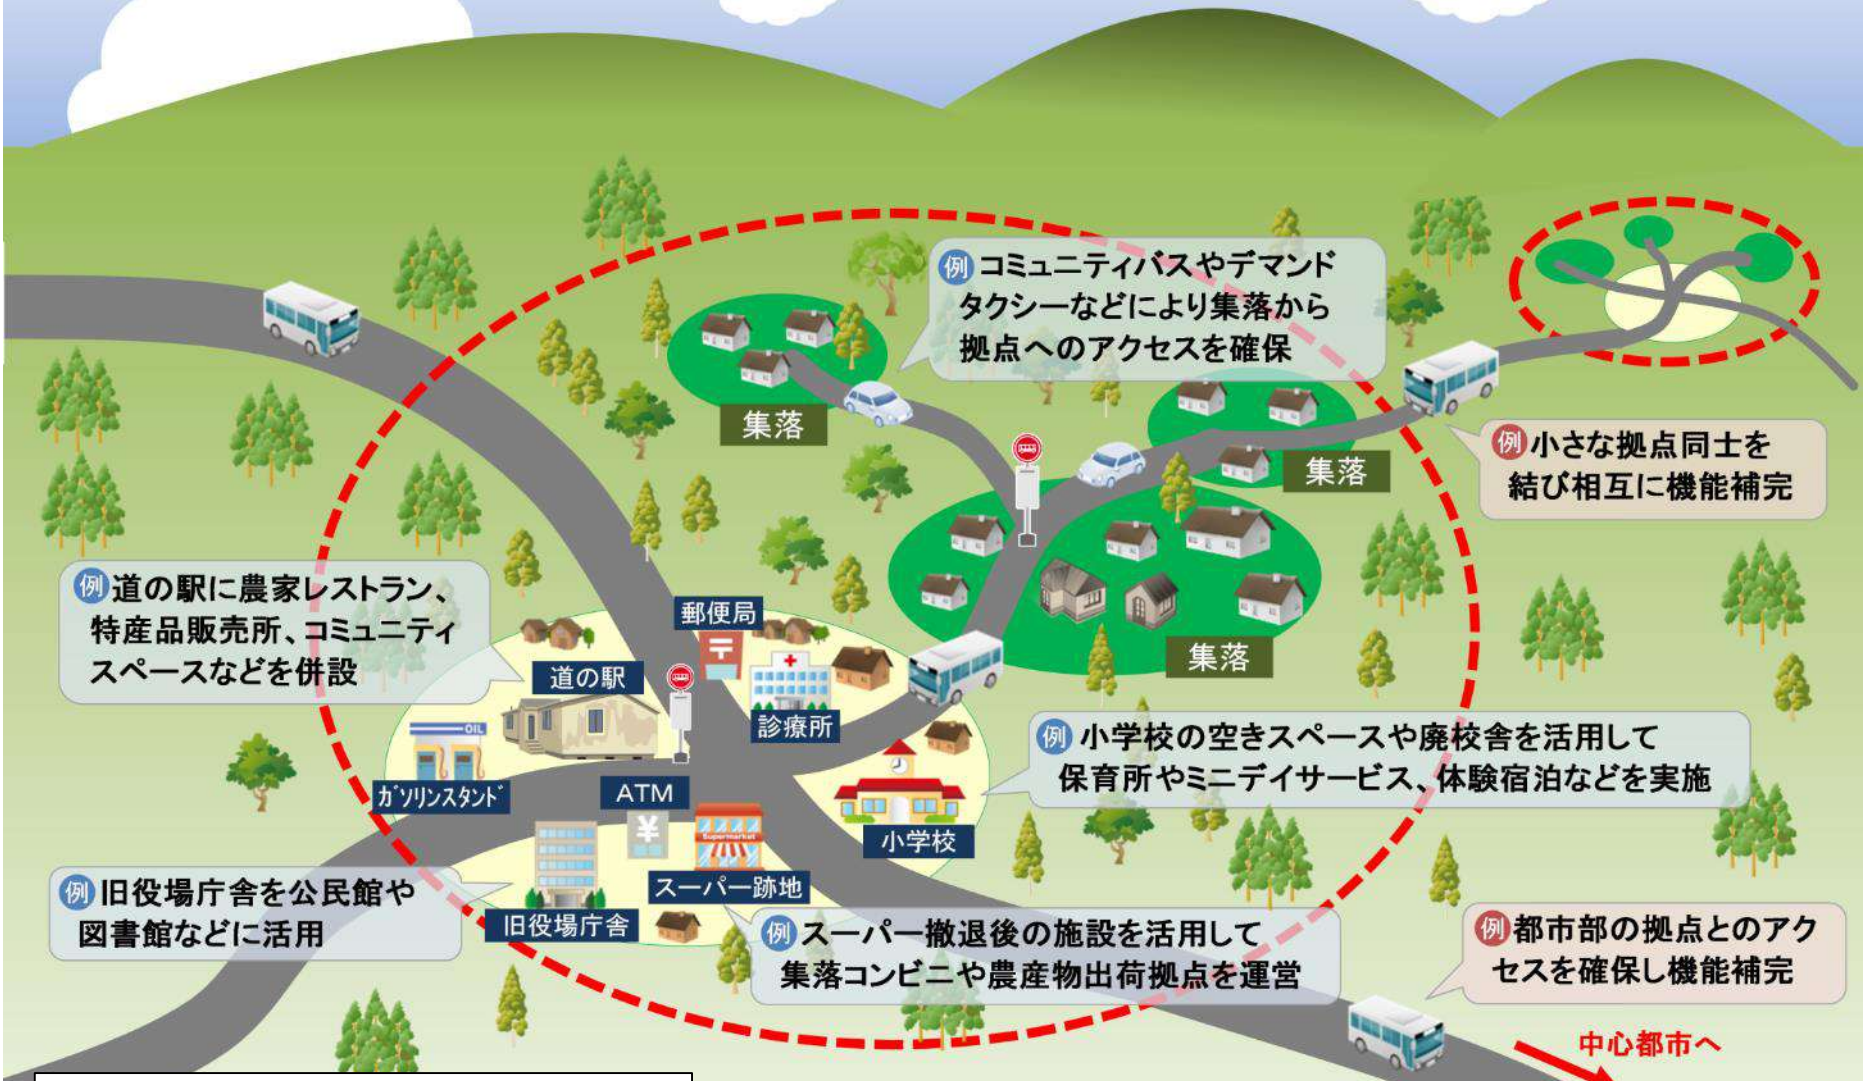 例 コミュニティバスやデマンド
タクシーなどにより集落から
拠点へのアクセスを確保
集落
集落
例 小さな拠点同士を
結び相互に機能補完
例 道の駅に農家レストラン、
特産品販売所、コミュニティ
スペースなどを併設
郵便局
〒
集落
道の駅
診療所
OIL
ガソリンスタンド
ATM
¥
Supermarket
例 小学校の空きスペースや廃校舎を活用して
保育所やミニデイサービス、体験宿泊などを実施
小学校
例 旧役場庁舎を公民館や
図書館などに活用
スーパー跡地
旧役場庁舎
例 スーパー撤退後の施設を活用して
集落コンビニや農産物出荷拠点を運営
例 都市部の拠点とのアク
セスを確保し機能補完
中心都市へ